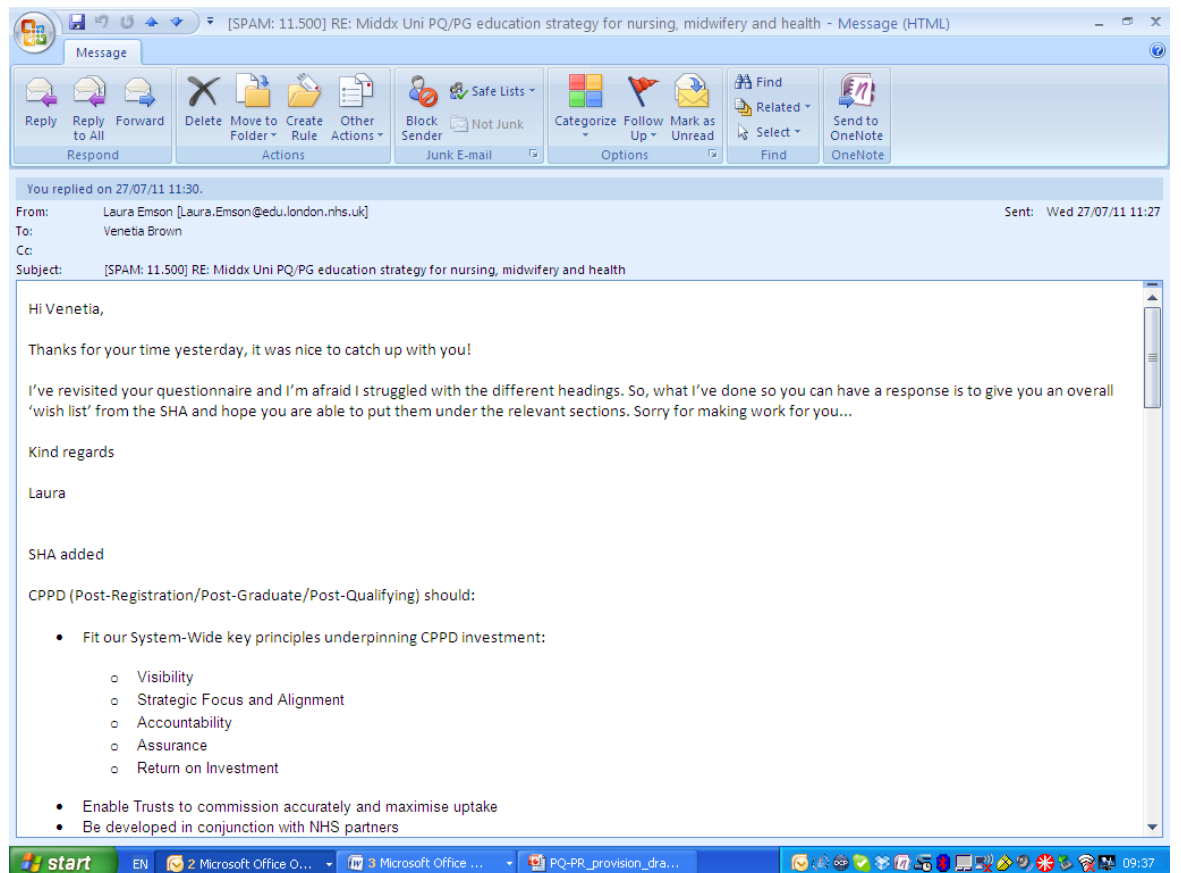 [SPAM: 11.500] RE: Middx Uni PQ/PG education strategy for nursing, midwifery and health - Message (HTML)
Message
Reply
Reply to All
Forward
Delete
Move to Folder
Create Rule
Other Actions
Block Sender
Safe Lists
Not Junk
Categorize
Follow Up
Mark as Unread
Find
Related
Select
Send to OneNote
Respond
Actions
Junk E-mail
Options
Find
OneNote
You replied on 27/07/11 11:30.
From: Laura Emson [Laura.Emson@edu.london.nhs.uk]
Sent: Wed 27/07/11 11:27
To: Venetia Brown
Cc:
Subject: [SPAM: 11.500] RE: Middx Uni PQ/PG education strategy for nursing, midwifery and health
Hi Venetia,
Thanks for your time yesterday, it was nice to catch up with you!
I've revisited your questionnaire and I'm afraid I struggled with the different headings. So, what I've done so you can have a response is to give you an overall
'wish list' from the SHA and hope you are able to put them under the relevant sections. Sorry for making work for you...
Kind regards
Laura
SHA added
CPPD (Post-Registration/Post-Graduate/Post-Qualifying) should:
• Fit our System-Wide key principles underpinning CPPD investment:
o Visibility
o Strategic Focus and Alignment
o Accountability
o Assurance
o Return on Investment
• Enable Trusts to commission accurately and maximise uptake
• Be developed in conjunction with NHS partners
start
EN
2 Microsoft Office O...
3 Microsoft Office ...
PQ-PR_provision_dra...
09:37